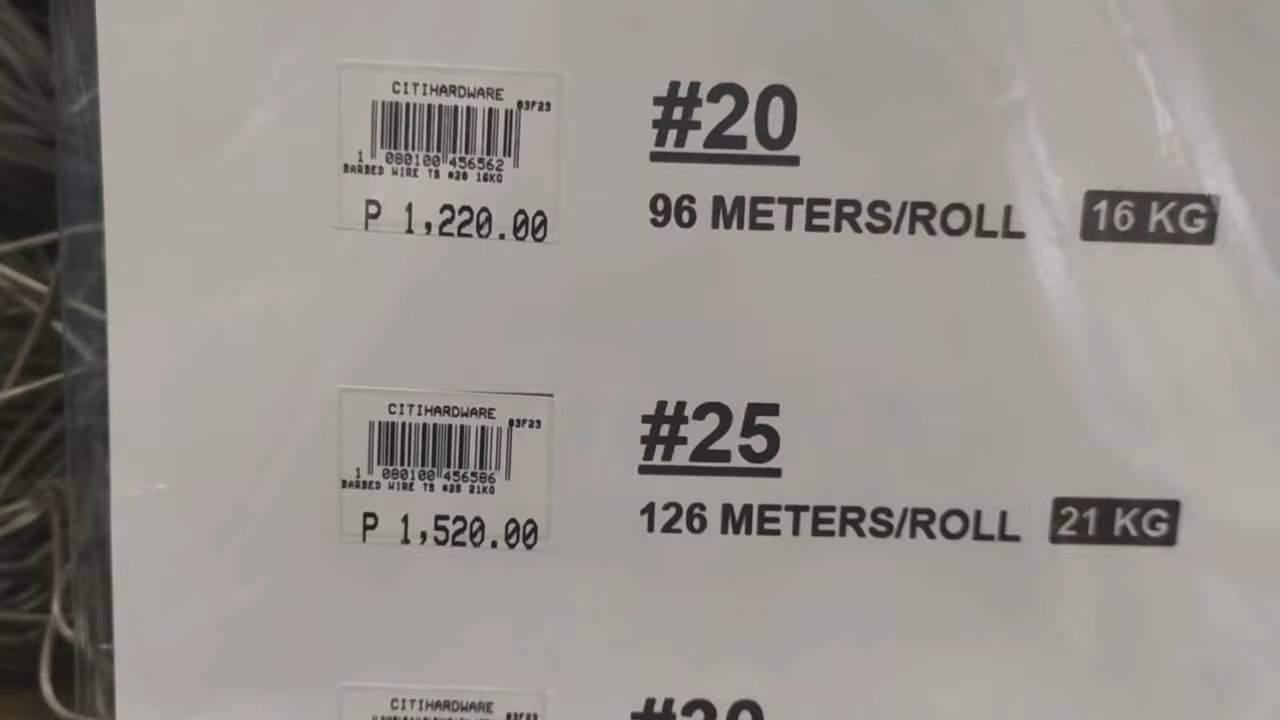 CITIHARDWARE
03F23
1 080100 456562
BARBED WIRE TS #20 16KG
P 1,220.00
#20
96 METERS/ROLL
16 KG
CITIHARDWARE
03F23
1 080100 456586
BARBED WIRE TS #25 21KG
P 1,520.00
#25
126 METERS/ROLL
21 KG
CITIHARDWARE
03F23
#30